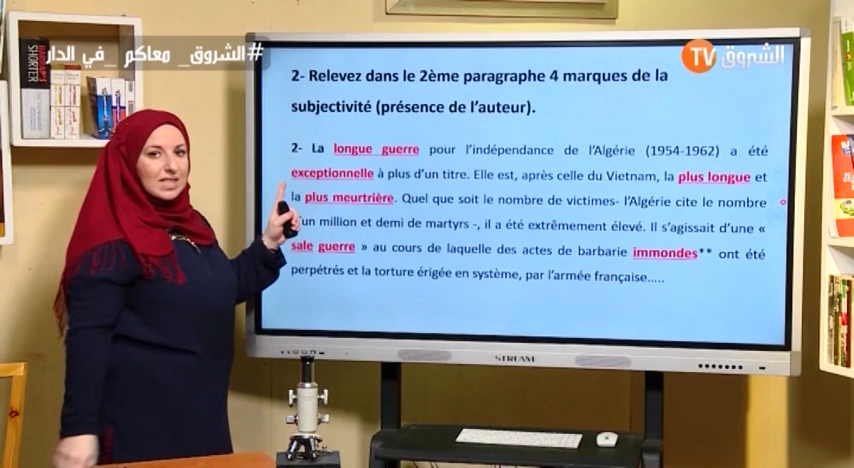 #الشروق_ معاكم _في الدار
الشروق TV
SHORTER
2- Relevez dans le 2ème paragraphe 4 marques de la
subjectivité (présence de l'auteur).
2- La longue guerre pour l'indépendance de l'Algérie (1954-1962) a été
exceptionnelle à plus d'un titre. Elle est, après celle du Vietnam, la plus longue et
la plus meurtrière. Quel que soit le nombre de victimes- l'Algérie cite le nombre
d'un million et demi de martyrs -, il a été extrêmement élevé. Il s'agissait d'une «
sale guerre » au cours de laquelle des actes de barbarie immondes** ont été
perpétrés et la torture érigée en système, par l'armée française.....
STREAM